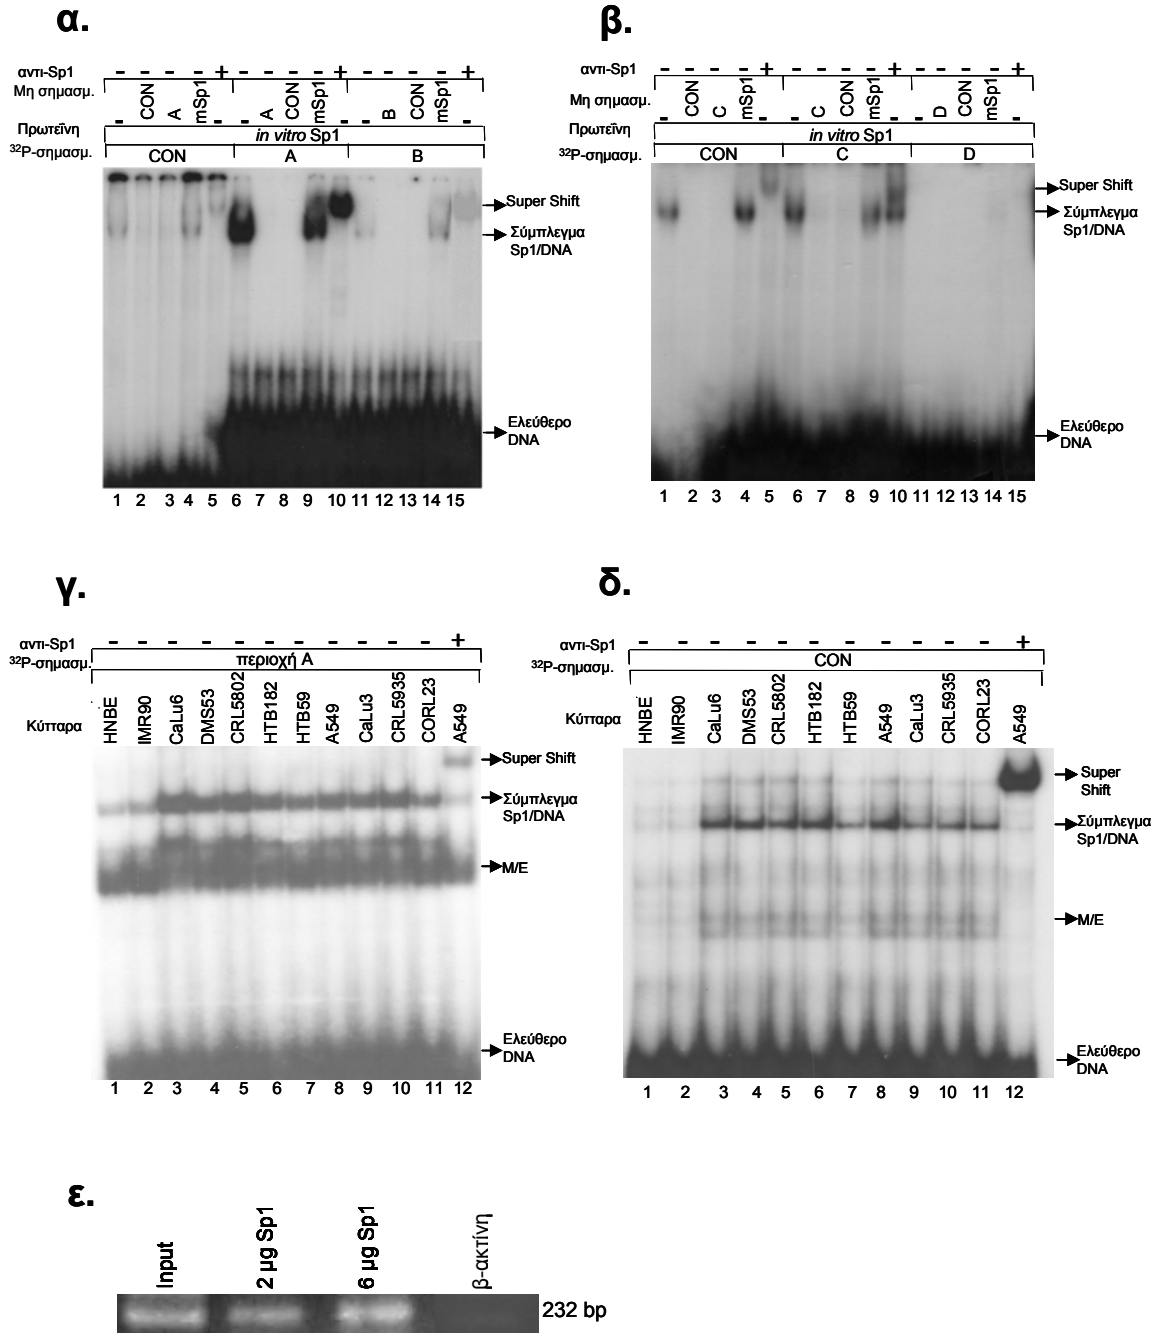 α.
αντι-Sp1 - - - - + - - - - + - - - - +
Μη σημασμ. - CON A mSp1 - - A CON mSp1 - - B CON mSp1 -
Πρωτεΐνη in vitro Sp1
³²P-σημασμ. CON A B
Super Shift
Σύμπλεγμα
Sp1/DNA
Ελεύθερο
DNA
1 2 3 4 5 6 7 8 9 10 11 12 13 14 15
β.
αντι-Sp1 - - - - + - - - - + - - - - +
Μη σημασμ. - CON C mSp1 - - C CON mSp1 - - D CON mSp1 -
Πρωτεΐνη in vitro Sp1
³²P-σημασμ. CON C D
Super Shift
Σύμπλεγμα
Sp1/DNA
Ελεύθερο
DNA
1 2 3 4 5 6 7 8 9 10 11 12 13 14 15
γ.
αντι-Sp1 - - - - - - - - - - - +
³²P-σημασμ. περιοχή A
Κύτταρα HNBE IMR90 CaLu6 DMS53 CRL5802 HTB182 HTB59 A549 CaLu3 CRL5935 CORL23 A549
Super Shift
Σύμπλεγμα
Sp1/DNA
M/E
Ελεύθερο
DNA
1 2 3 4 5 6 7 8 9 10 11 12
δ.
αντι-Sp1 - - - - - - - - - - - +
³²P-σημασμ. CON
Κύτταρα HNBE IMR90 CaLu6 DMS53 CRL5802 HTB182 HTB59 A549 CaLu3 CRL5935 CORL23 A549
Super
Shift
Σύμπλεγμα
Sp1/DNA
M/E
Ελεύθερο
DNA
1 2 3 4 5 6 7 8 9 10 11 12
ε.
Input 2 μg Sp1 6 μg Sp1 β-ακτίνη
232 bp